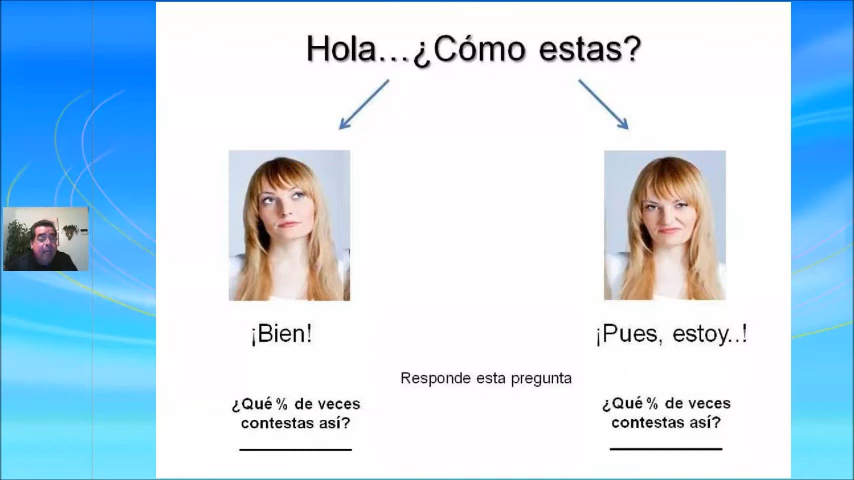 Hola...¿Cómo estas?
¡Bien!
¡Pues, estoy..!
Responde esta pregunta
¿Qué % de veces
contestas así?
¿Qué % de veces
contestas así?